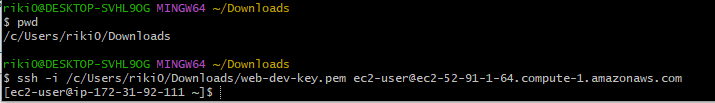 riki0@DESKTOP-SVHL9OG MINGW64 ~/Downloads
$ pwd
/c/Users/riki0/Downloads
riki0@DESKTOP-SVHL9OG MINGW64 ~/Downloads
$ ssh -i /c/Users/riki0/Downloads/web-dev-key.pem ec2-user@ec2-52-91-1-64.compute-1.amazonaws.com
[ec2-user@ip-172-31-92-111 ~]$